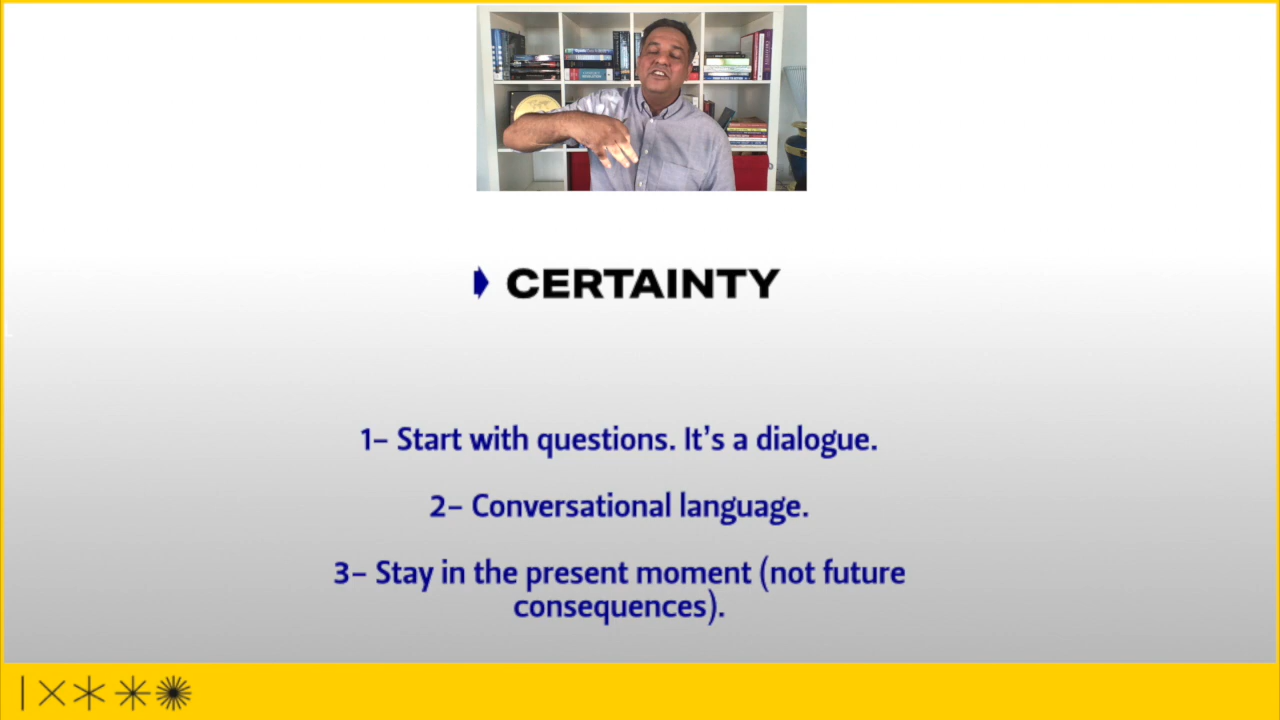 CERTAINTY
1– Start with questions. It’s a dialogue.
2– Conversational language.
3– Stay in the present moment (not future
consequences).